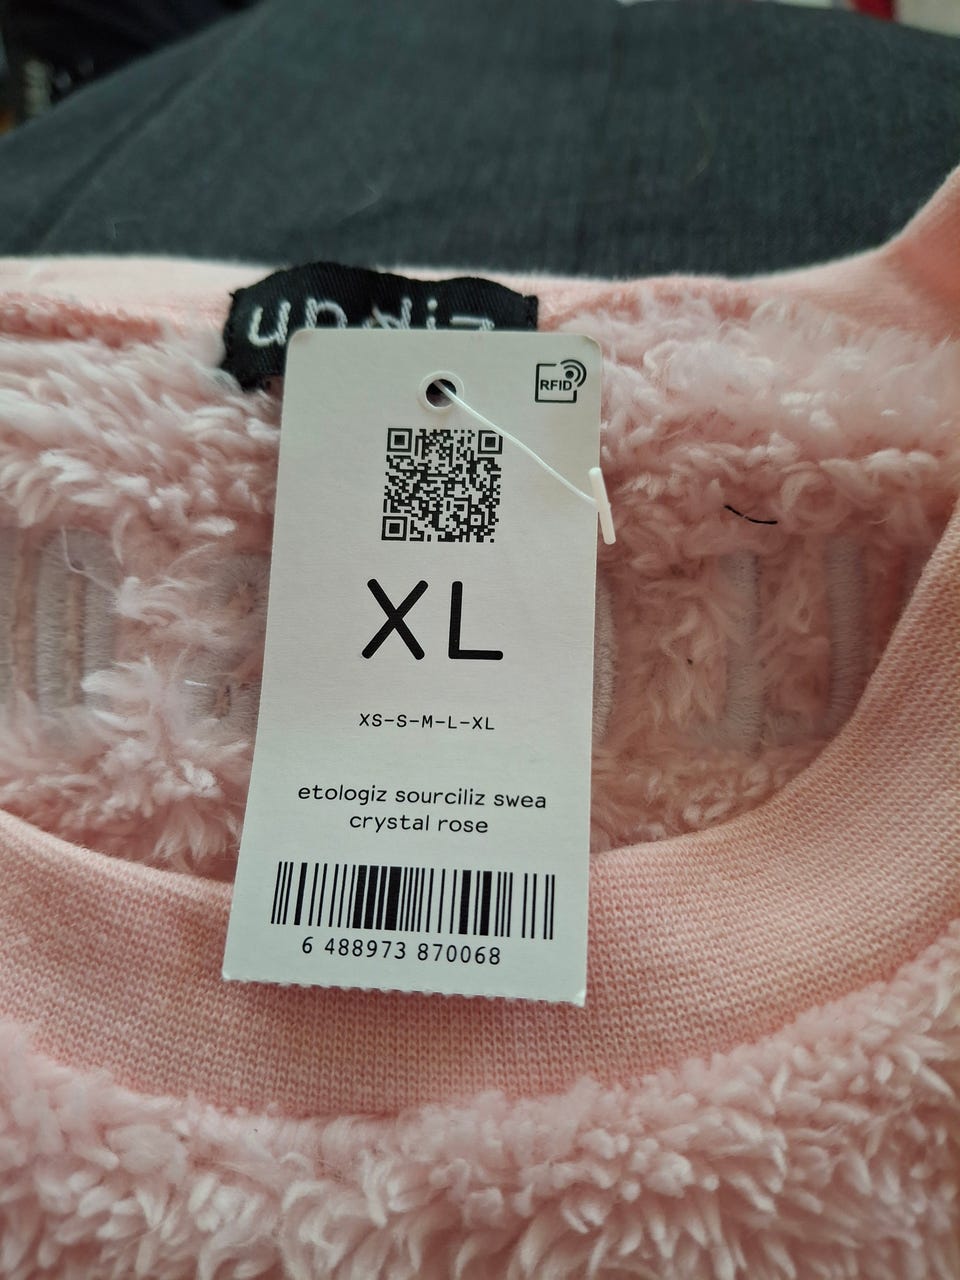 RFID
XL
XS-S-M-L-XL
etologiz sourciliz swea
crystal rose
6 488973 870068